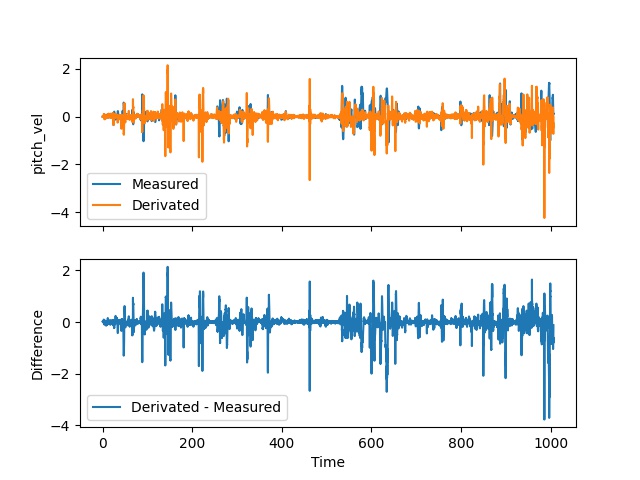 2
0
−2
−4
pitch_vel
Measured
Derivated
2
0
−2
−4
Difference
Derivated - Measured
0 200 400 600 800 1000
Time